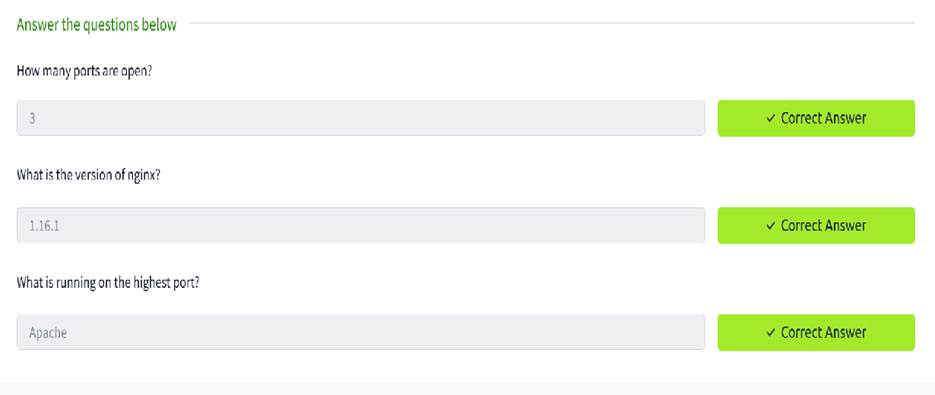 Answer the questions below
How many ports are open?
3
✓ Correct Answer
What is the version of nginx?
1.16.1
✓ Correct Answer
What is running on the highest port?
Apache
✓ Correct Answer